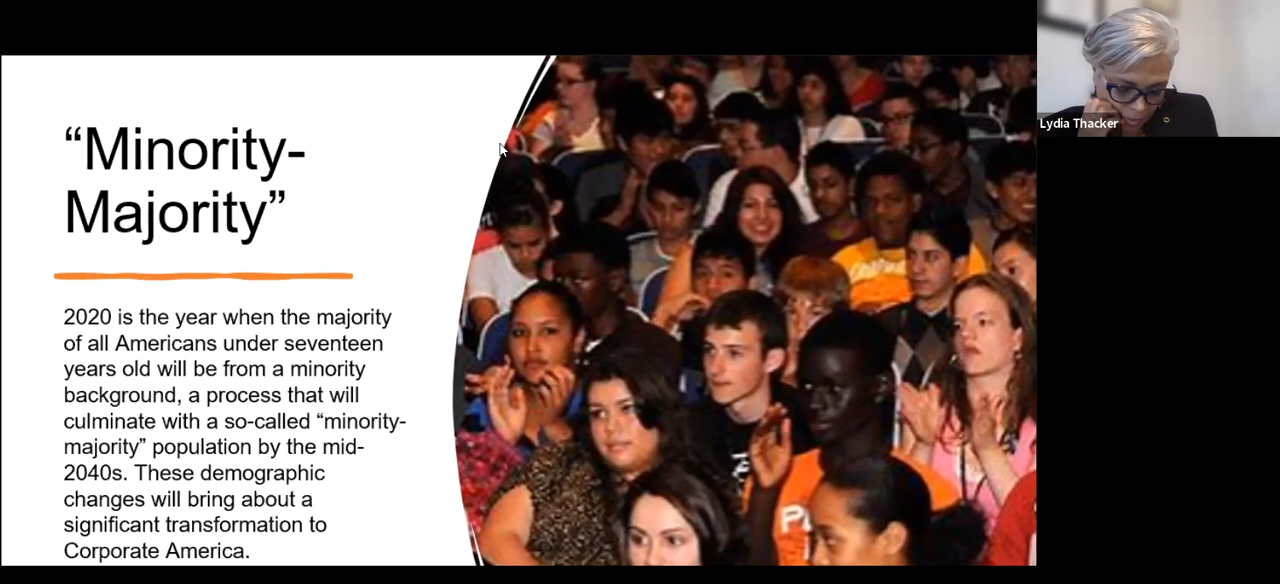 “Minority-
Majority”
2020 is the year when the majority
of all Americans under seventeen
years old will be from a minority
background, a process that will
culminate with a so-called “minority-
majority” population by the mid-
2040s. These demographic
changes will bring about a
significant transformation to
Corporate America.
Lydia Thacker